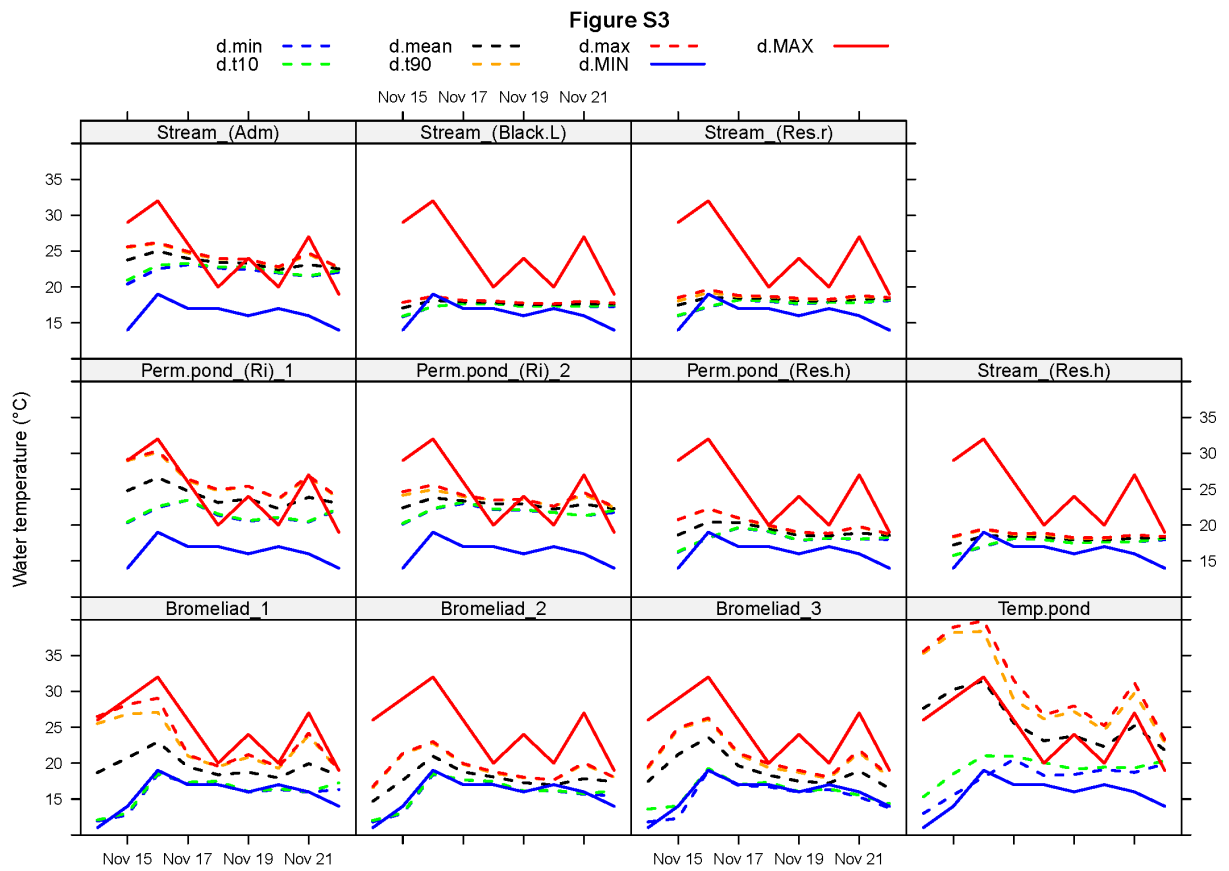 Figure S3
d.min d.mean d.max d.MAX
d.t10 d.t90 d.MIN
Nov 15 Nov 17 Nov 19 Nov 21
Stream_(Adm) Stream_(Black.L) Stream_(Res.r)
35
30
25
20
15
Perm.pond_(Ri)_1 Perm.pond_(Ri)_2 Perm.pond_(Res.h) Stream_(Res.h)
35
30
25
20
15
Water temperature (°C)
Bromeliad_1 Bromeliad_2 Bromeliad_3 Temp.pond
35
30
25
20
15
Nov 15 Nov 17 Nov 19 Nov 21 Nov 15 Nov 17 Nov 19 Nov 21